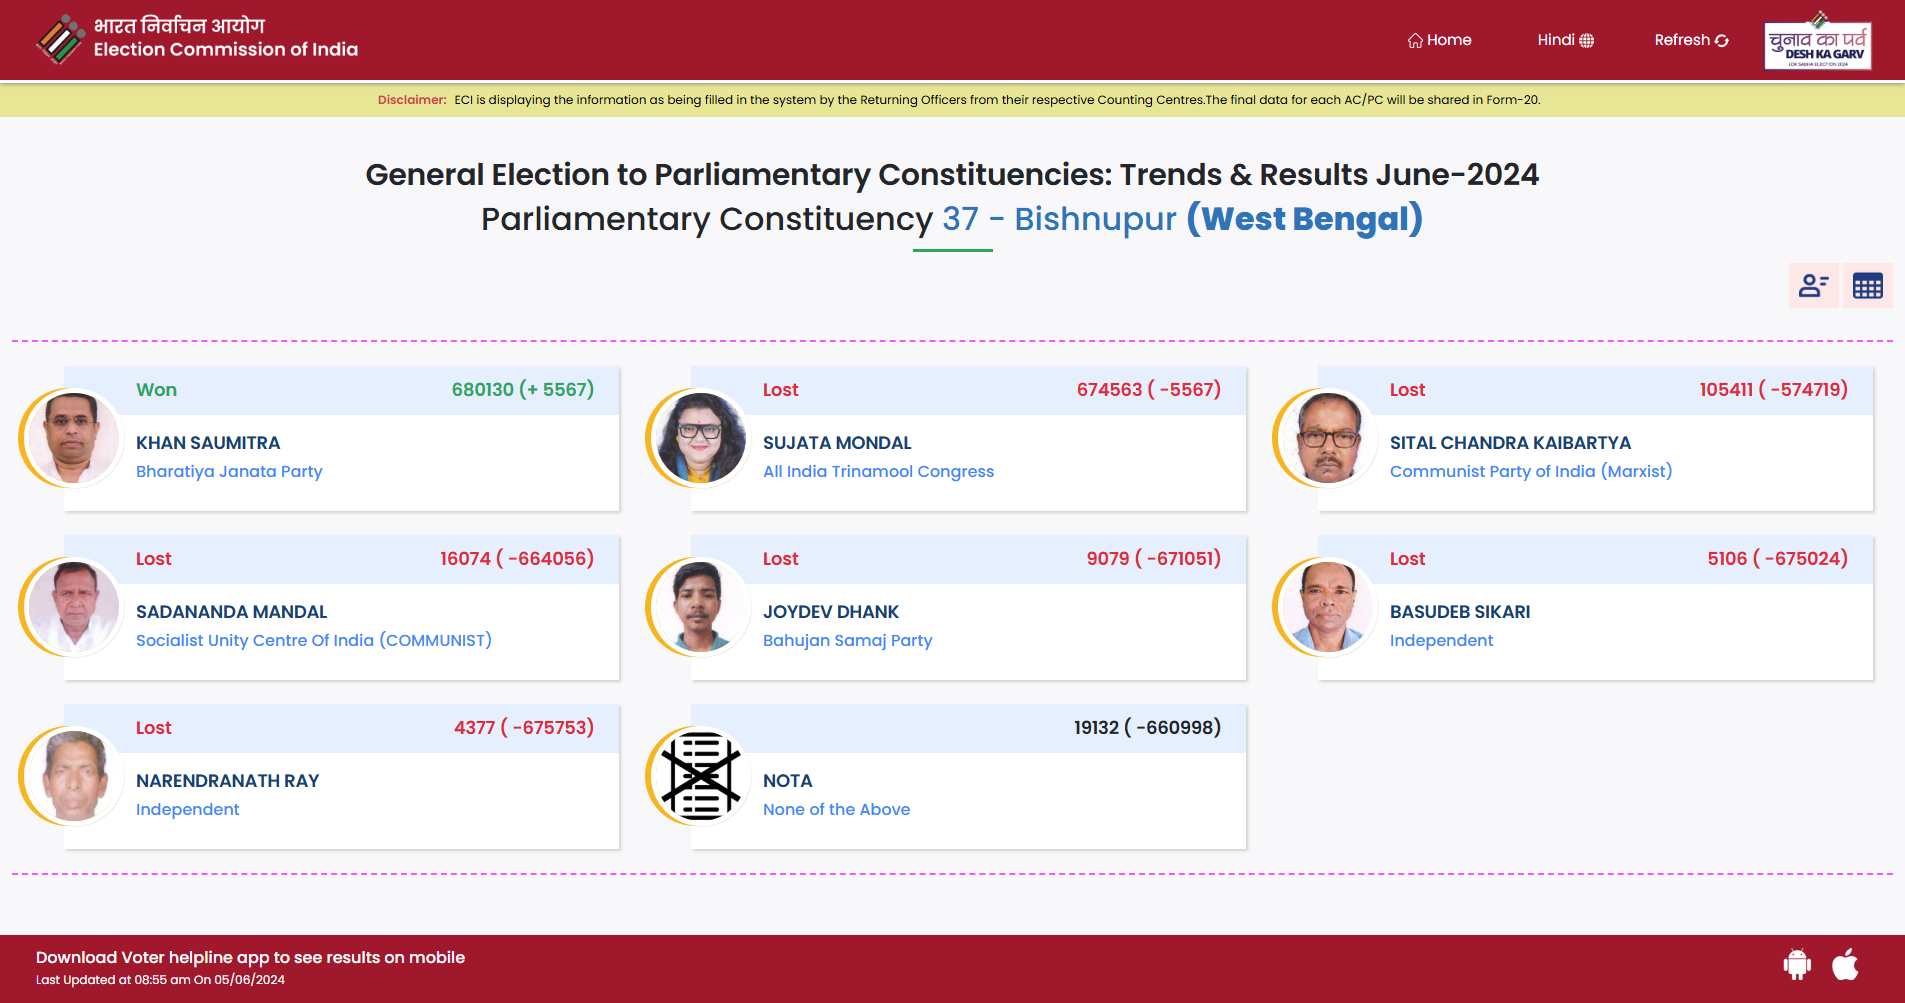 भारत निर्वाचन आयोग
Election Commission of India
Home
Hindi
Refresh
चुनाव का पर्व
DESH KA GARV
LOK SABHA ELECTION 2024
Disclaimer: ECI is displaying the information as being filled in the system by the Returning Officers from their respective Counting Centres.The final data for each AC/PC will be shared in Form-20.
General Election to Parliamentary Constituencies: Trends & Results June-2024
Parliamentary Constituency 37 - Bishnupur (West Bengal)
Won 680130 (+ 5567)
KHAN SAUMITRA
Bharatiya Janata Party
Lost 674563 ( -5567)
SUJATA MONDAL
All India Trinamool Congress
Lost 105411 ( -574719)
SITAL CHANDRA KAIBARTYA
Communist Party of India (Marxist)
Lost 16074 ( -664056)
SADANANDA MANDAL
Socialist Unity Centre Of India (COMMUNIST)
Lost 9079 ( -671051)
JOYDEV DHANK
Bahujan Samaj Party
Lost 5106 ( -675024)
BASUDEB SIKARI
Independent
Lost 4377 ( -675753)
NARENDRANATH RAY
Independent
19132 ( -660998)
NOTA
None of the Above
Download Voter helpline app to see results on mobile
Last Updated at 08:55 am On 05/06/2024